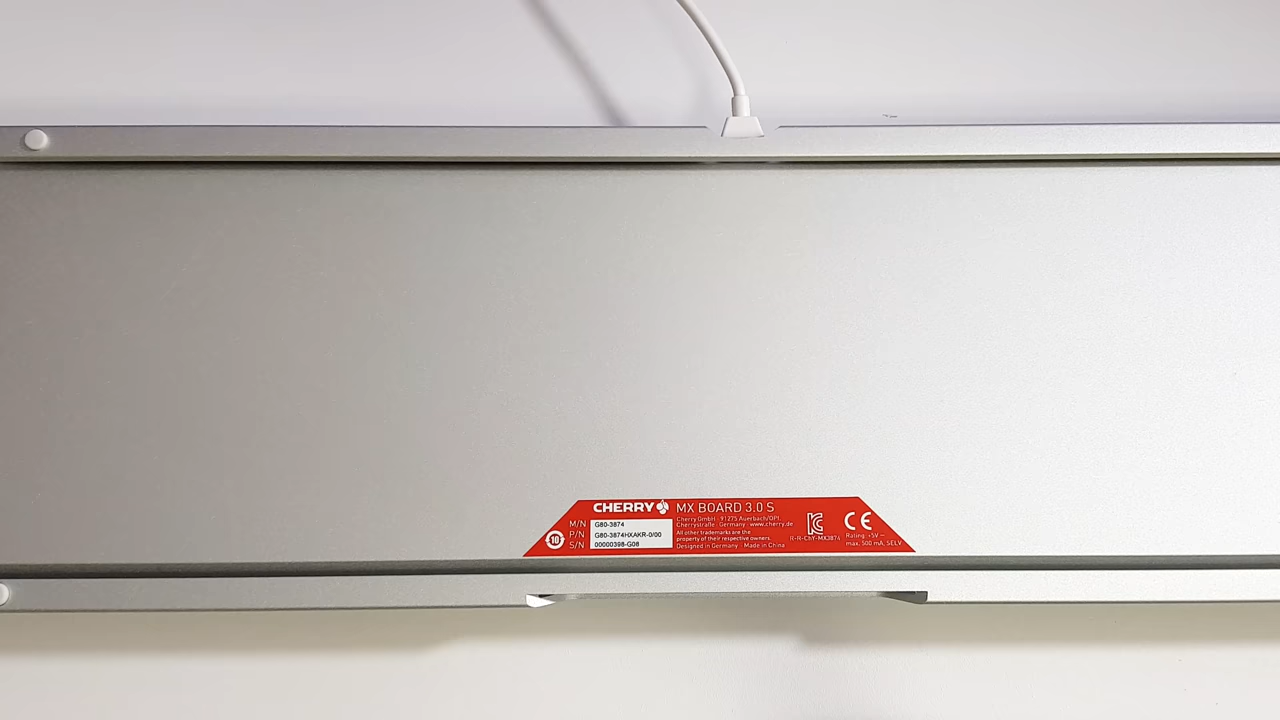 CHERRY MX BOARD 3.0 S
M/N G80-3874
P/N G80-3874HXAKR-0/00
S/N 00000398-G08
10
Cherry GmbH · 91275 Auerbach/OPf.
Cherrystraße · Germany · www.cherry.de
All other trademarks are the
property of their respective owners.
Designed in Germany · Made in China
R-R-ChY-MX3874
CE
Rating: +5V ⎓
max. 500 mA, SELV